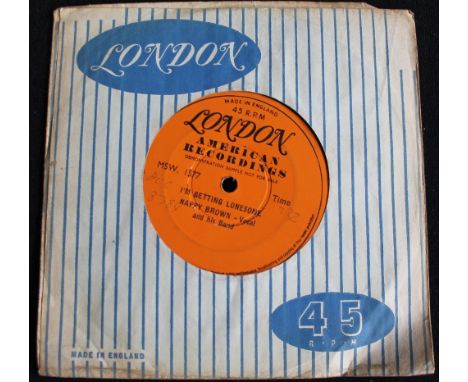 LONDON
MADE IN ENGLAND
45 R.P.M
LONDON
AMERICAN
RECORDINGS
DEMONSTRATION SAMPLE NOT FOR SALE
MSW. 1577
Time
I'M GETTING LONESOME
NAPPY BROWN - Vocal
and his Band
45
R·P·M
MADE IN ENGLAND